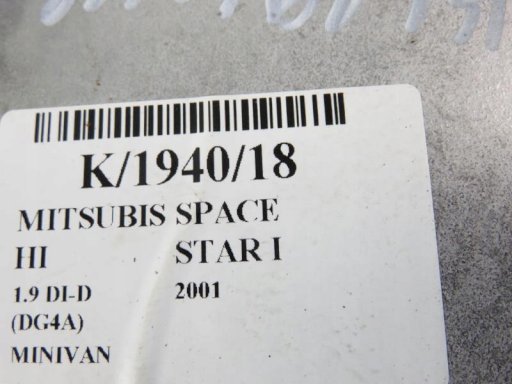 K/1940/18
MITSUBIS SPACE
HI STAR I
1.9 DI-D 2001
(DG4A)
MINIVAN